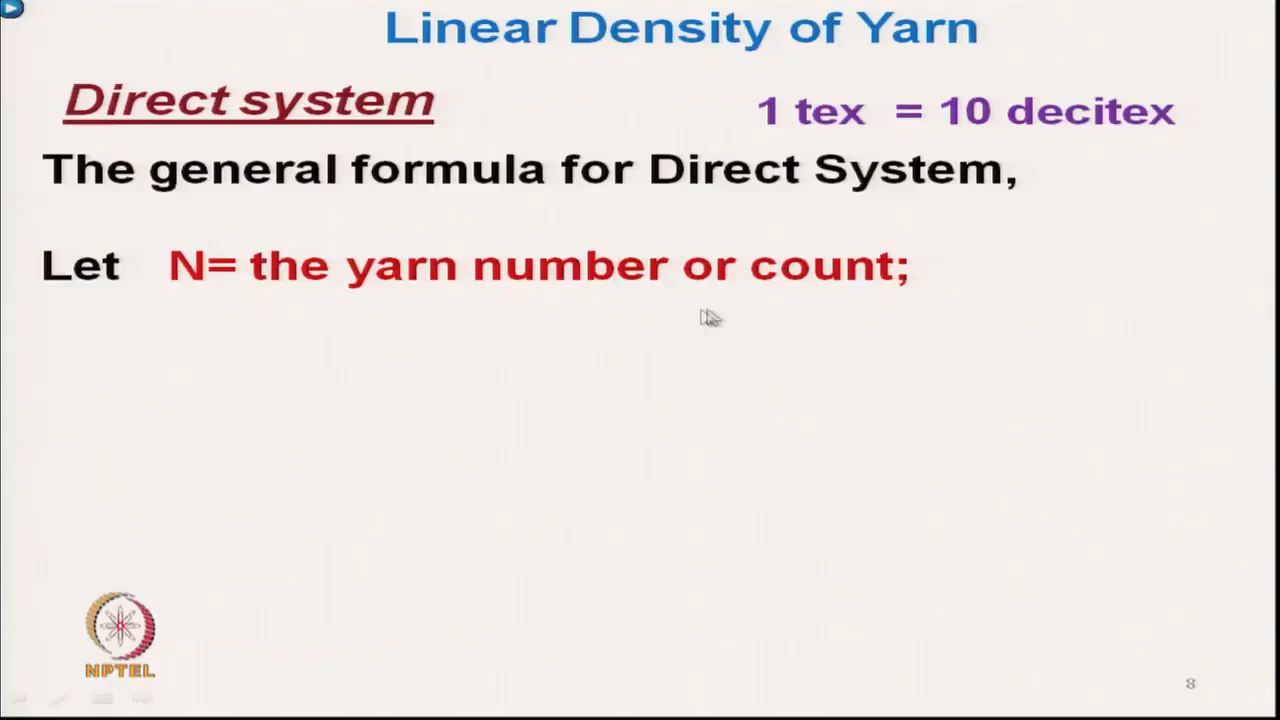 Linear Density of Yarn
Direct system
1 tex = 10 decitex
The general formula for Direct System,
Let N= the yarn number or count;
NPTEL
8